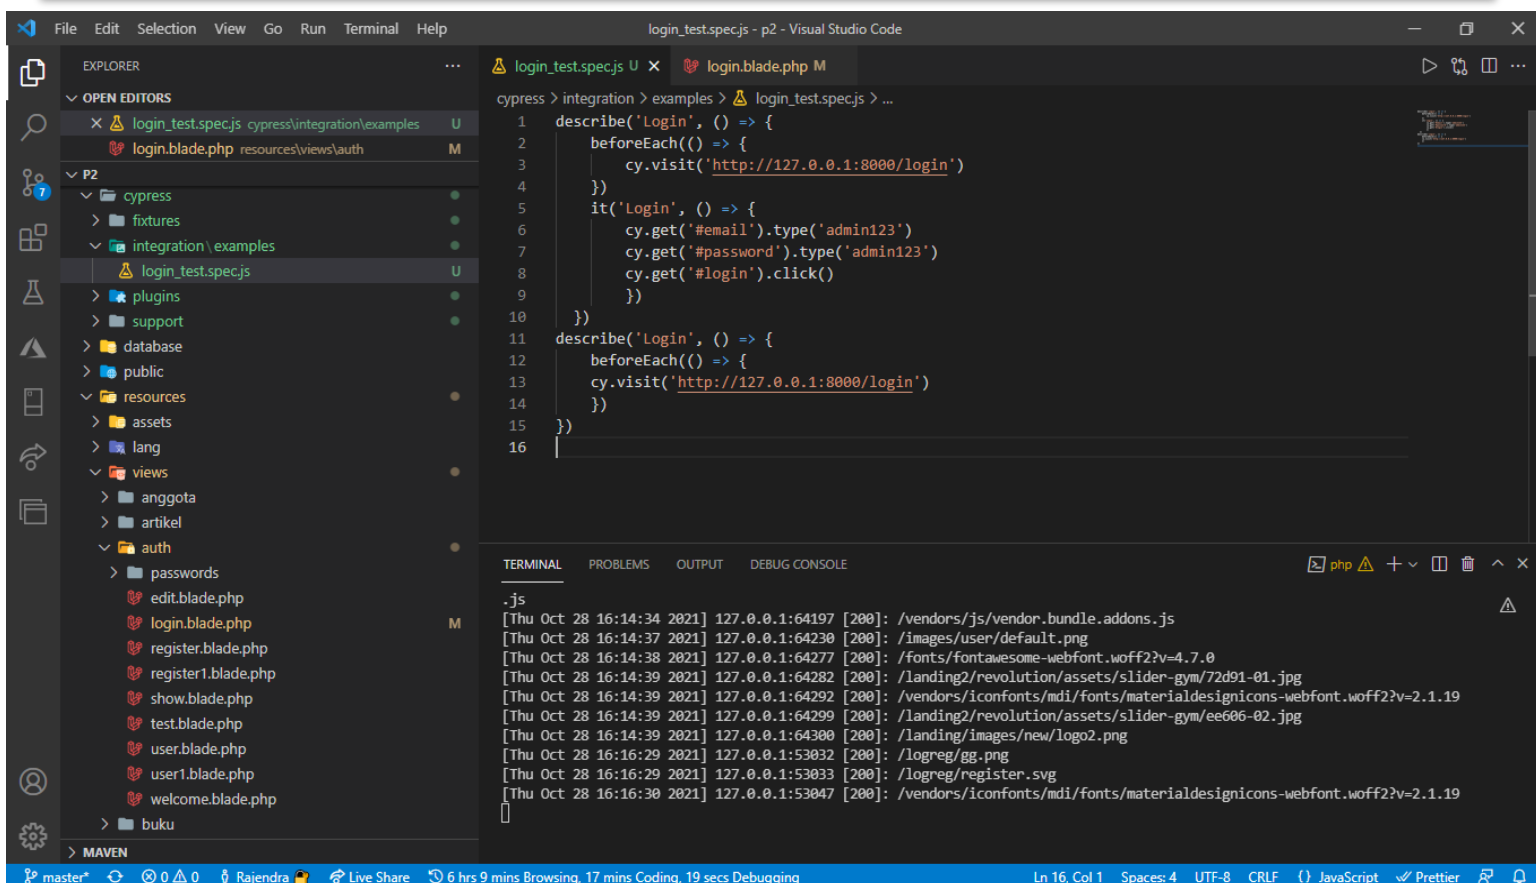 File Edit Selection View Go Run Terminal Help
login_test.spec.js - p2 - Visual Studio Code
EXPLORER
OPEN EDITORS
login_test.spec.js cypress\integration\examples U
login.blade.php resources\views\auth M
P2
cypress
fixtures
integration\examples
login_test.spec.js U
plugins
support
database
public
resources
assets
lang
views
anggota
artikel
auth
passwords
edit.blade.php
login.blade.php M
register.blade.php
register1.blade.php
show.blade.php
test.blade.php
user.blade.php
user1.blade.php
welcome.blade.php
buku
MAVEN
7
login_test.spec.js U login.blade.php M
cypress > integration > examples > login_test.spec.js > ...
1 describe('Login', () => {
2 beforeEach(() => {
3 cy.visit('http://127.0.0.1:8000/login')
4 })
5 it('Login', () => {
6 cy.get('#email').type('admin123')
7 cy.get('#password').type('admin123')
8 cy.get('#login').click()
9 })
10 })
11 describe('Login', () => {
12 beforeEach(() => {
13 cy.visit('http://127.0.0.1:8000/login')
14 })
15 })
16
TERMINAL PROBLEMS OUTPUT DEBUG CONSOLE
php
.js
[Thu Oct 28 16:14:34 2021] 127.0.0.1:64197 [200]: /vendors/js/vendor.bundle.addons.js
[Thu Oct 28 16:14:37 2021] 127.0.0.1:64230 [200]: /images/user/default.png
[Thu Oct 28 16:14:38 2021] 127.0.0.1:64277 [200]: /fonts/fontawesome-webfont.woff2?v=4.7.0
[Thu Oct 28 16:14:39 2021] 127.0.0.1:64282 [200]: /landing2/revolution/assets/slider-gym/72d91-01.jpg
[Thu Oct 28 16:14:39 2021] 127.0.0.1:64292 [200]: /vendors/iconfonts/mdi/fonts/materialdesignicons-webfont.woff2?v=2.1.19
[Thu Oct 28 16:14:39 2021] 127.0.0.1:64299 [200]: /landing2/revolution/assets/slider-gym/ee606-02.jpg
[Thu Oct 28 16:14:39 2021] 127.0.0.1:64300 [200]: /landing/images/new/logo2.png
[Thu Oct 28 16:16:29 2021] 127.0.0.1:53032 [200]: /logreg/gg.png
[Thu Oct 28 16:16:29 2021] 127.0.0.1:53033 [200]: /logreg/register.svg
[Thu Oct 28 16:16:30 2021] 127.0.0.1:53047 [200]: /vendors/iconfonts/mdi/fonts/materialdesignicons-webfont.woff2?v=2.1.19
master* 0 0 Rajendra Live Share 6 hrs 9 mins Browsing, 17 mins Coding, 19 secs Debugging Ln 16, Col 1 Spaces: 4 UTF-8 CRLF {} JavaScript Prettier